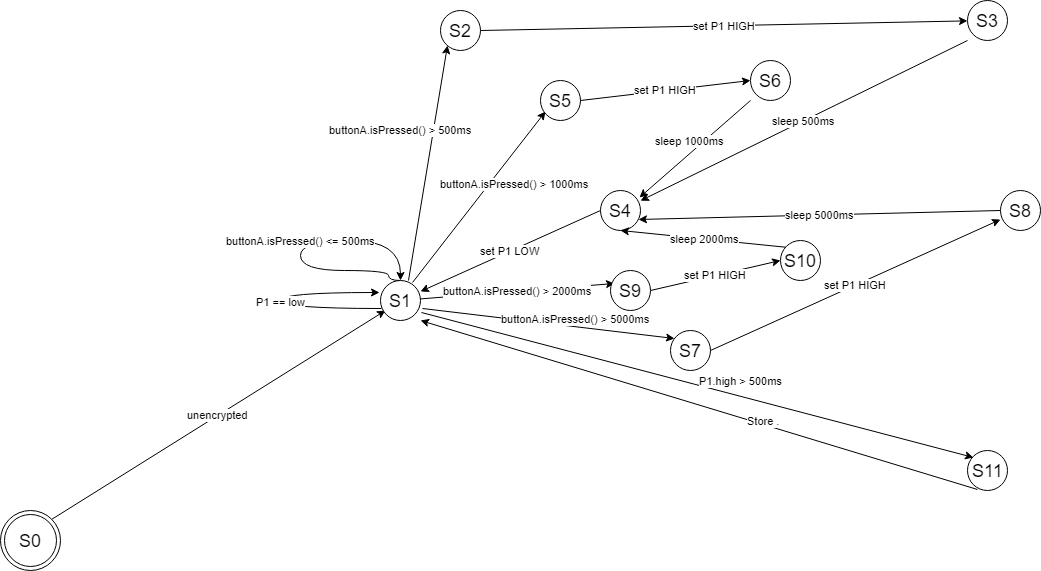 S3
set P1 HIGH
S2
S6
set P1 HIGH
S5
sleep 500ms
buttonA.isPressed() > 500ms
sleep 1000ms
buttonA.isPressed() > 1000ms
S4
S8
sleep 5000ms
sleep 2000ms
buttonA.isPressed() <= 500ms
set P1 LOW
S10
set P1 HIGH
set P1 HIGH
buttonA.isPressed() > 2000ms
S9
S1
P1 == low
buttonA.isPressed() > 5000ms
S7
P1.high > 500ms
unencrypted
Store .
S11
S0